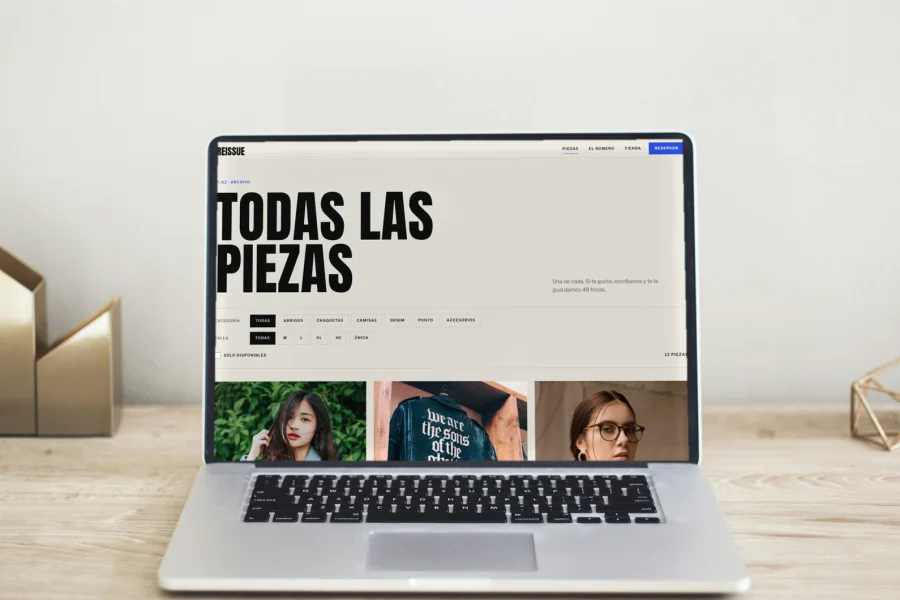 REISSUE
PIEZAS EL NÚMERO TIENDA RESERVAR
ARCHIVO
TODAS LAS
PIEZAS
Una de cada. Si te gusta, escríbenos y te la
guardamos 48 horas.
TODAS ABRIGOS CHAQUETAS CAMISAS DENIM PUNTO ACCESORIOS
TODAS M L XL 40 ÚNICA
SOLO DISPONIBLES
12 PIEZAS
we are
the sons
of the